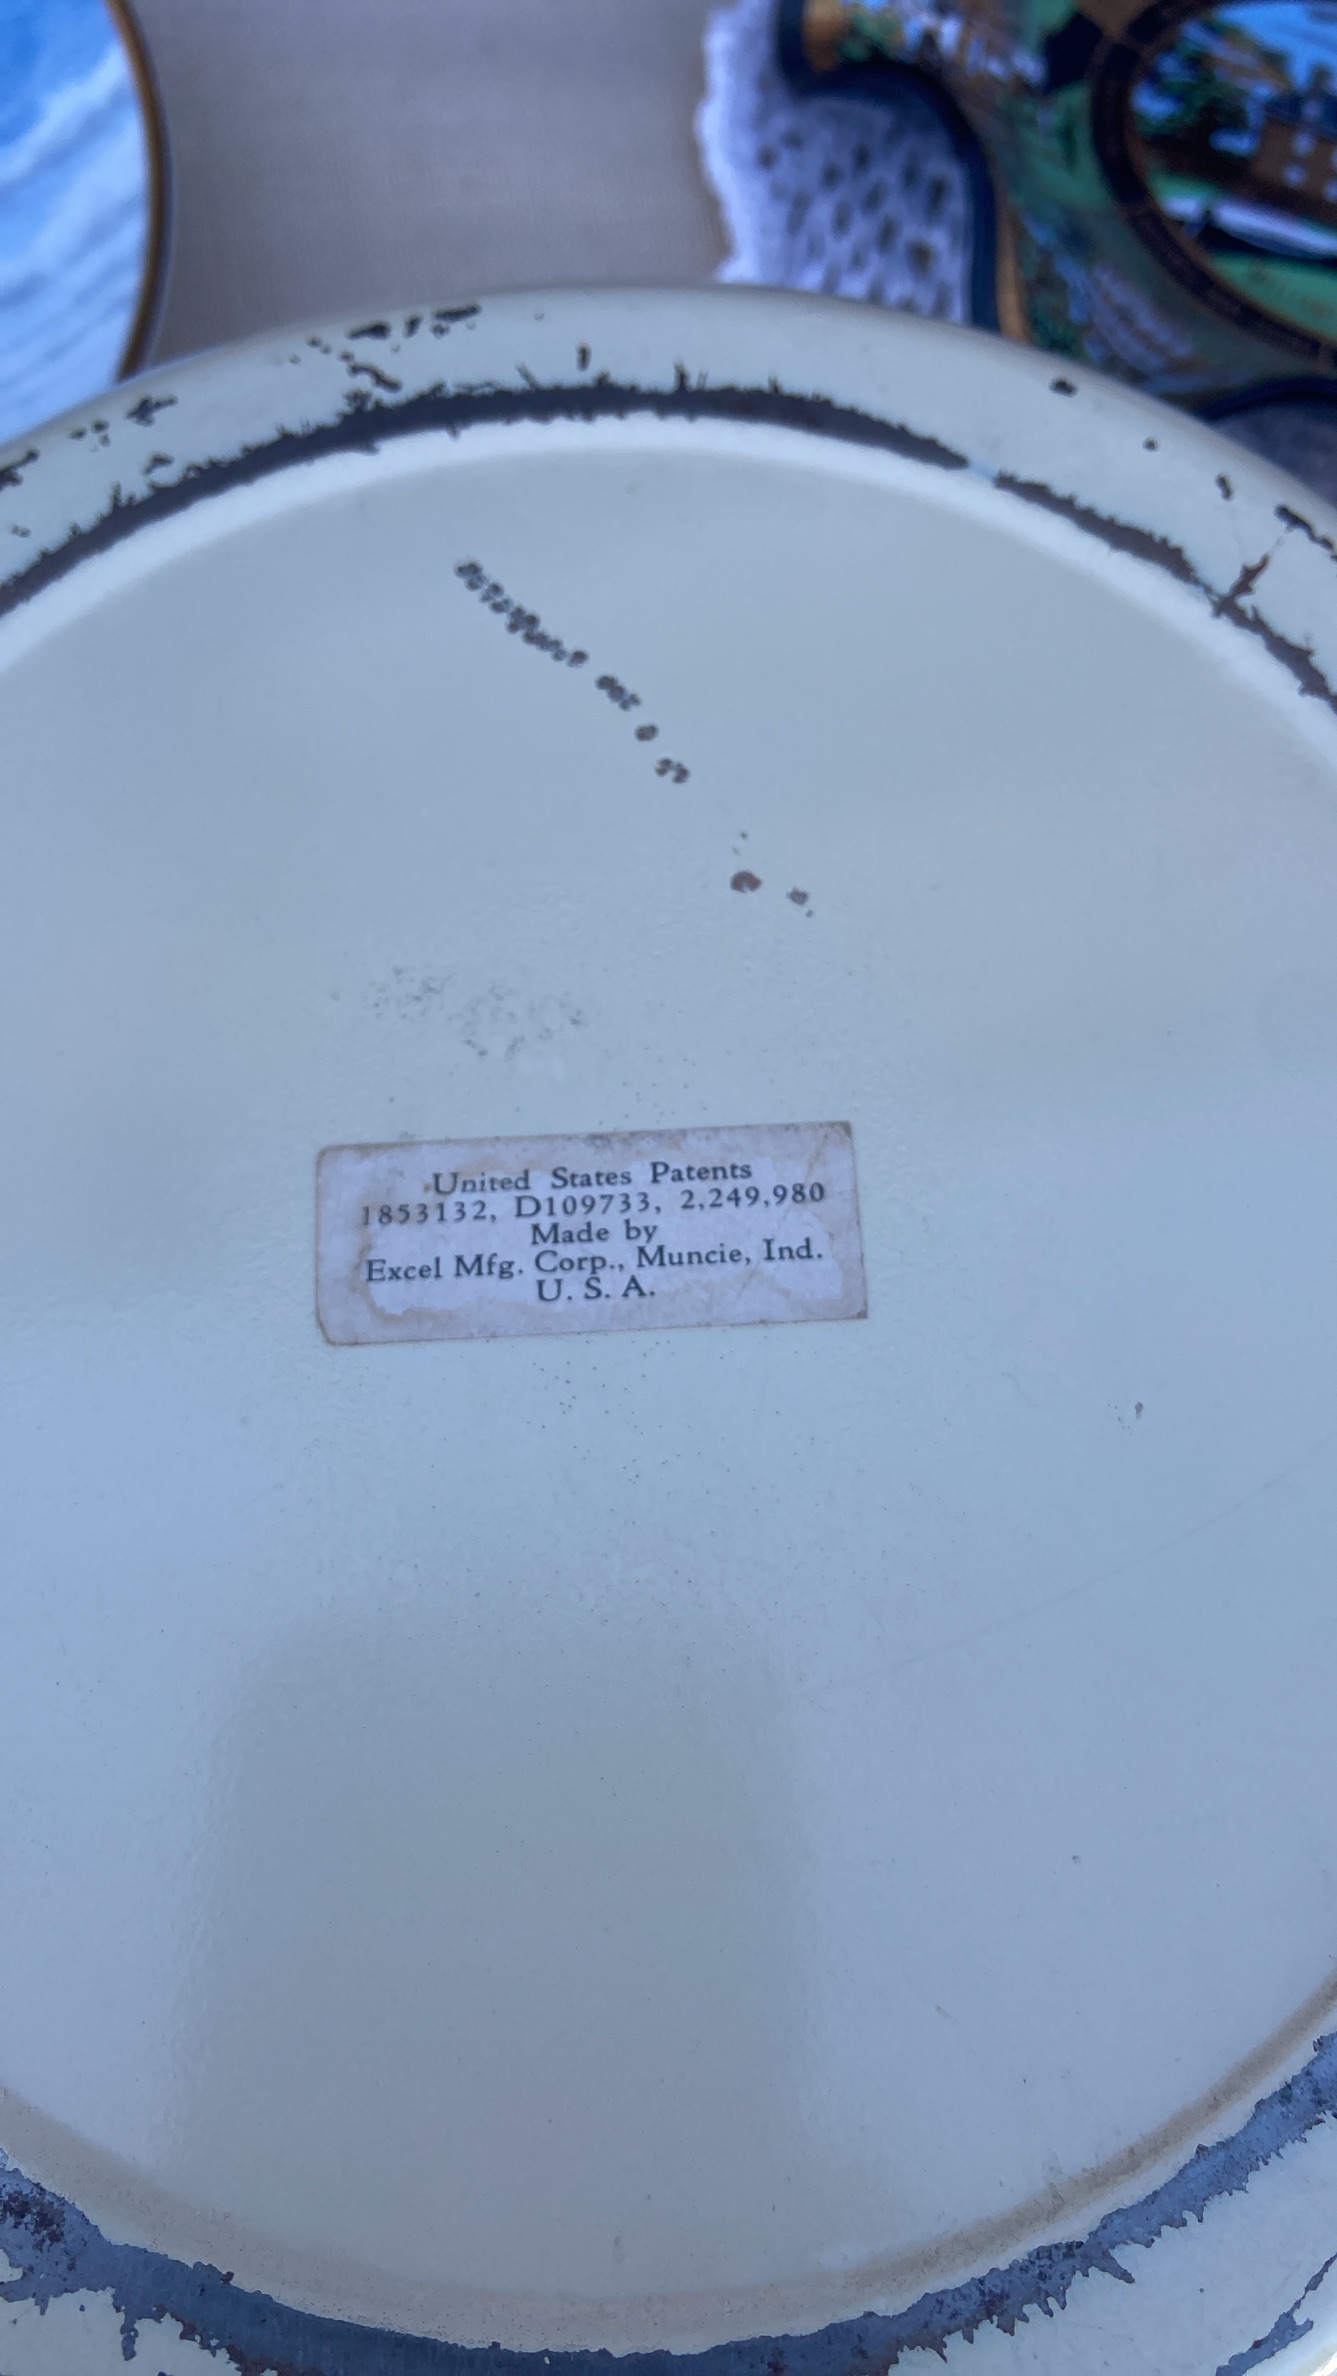 United States Patents
1853132, D109733, 2,249,980
Made by
Excel Mfg. Corp., Muncie, Ind.
U. S. A.